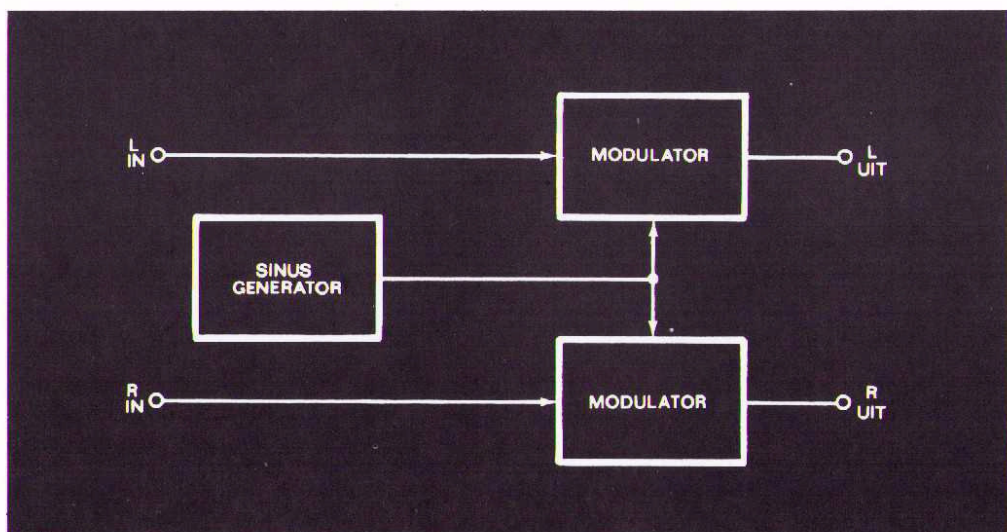 L
IN
MODULATOR
L
UIT
SINUS
GENERATOR
R
IN
MODULATOR
R
UIT